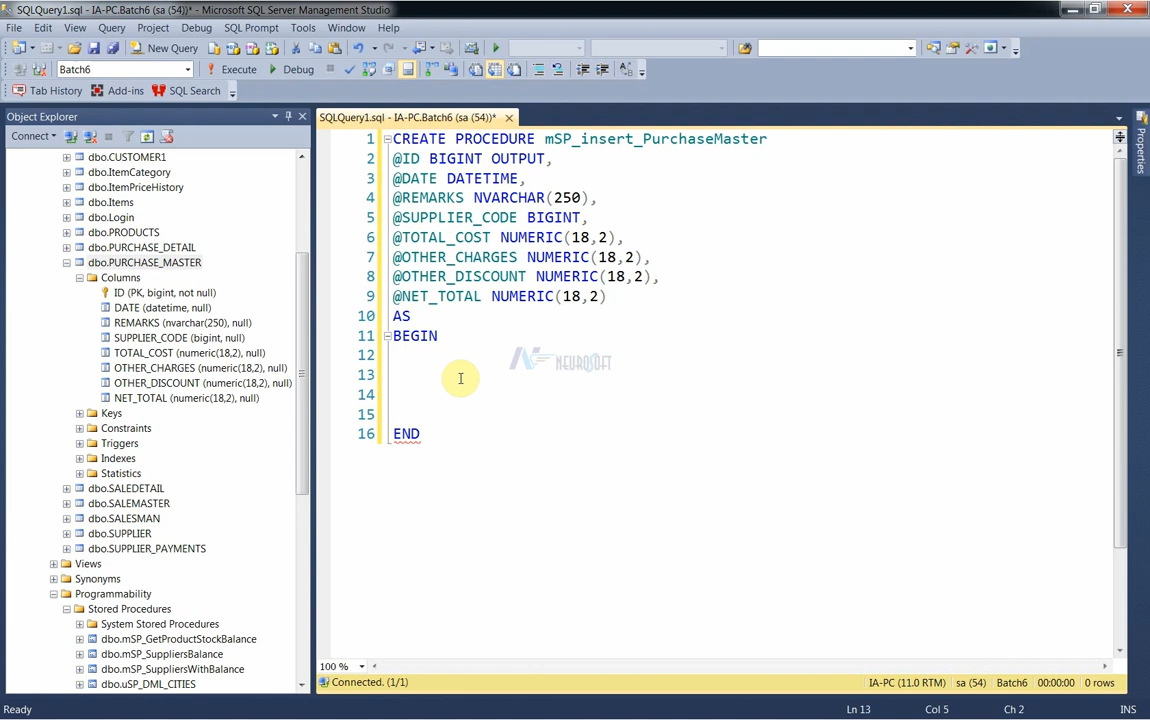 SQLQuery1.sql - IA-PC.Batch6 (sa (54))* - Microsoft SQL Server Management Studio
File Edit View Query Project Debug SQL Prompt Tools Window Help
New Query
Batch6 Execute Debug
Tab History Add-ins SQL Search
Object Explorer
Connect
dbo.CUSTOMER1
dbo.ItemCategory
dbo.ItemPriceHistory
dbo.Items
dbo.Login
dbo.PRODUCTS
dbo.PURCHASE_DETAIL
dbo.PURCHASE_MASTER
Columns
ID (PK, bigint, not null)
DATE (datetime, null)
REMARKS (nvarchar(250), null)
SUPPLIER_CODE (bigint, null)
TOTAL_COST (numeric(18,2), null)
OTHER_CHARGES (numeric(18,2), null)
OTHER_DISCOUNT (numeric(18,2), null)
NET_TOTAL (numeric(18,2), null)
Keys
Constraints
Triggers
Indexes
Statistics
dbo.SALEDETAIL
dbo.SALEMASTER
dbo.SALESMAN
dbo.SUPPLIER
dbo.SUPPLIER_PAYMENTS
Views
Synonyms
Programmability
Stored Procedures
System Stored Procedures
dbo.mSP_GetProductStockBalance
dbo.mSP_SuppliersBalance
dbo.mSP_SuppliersWithBalance
dbo.uSP_DML_CITIES
SQLQuery1.sql - IA-PC.Batch6 (sa (54))*
1 CREATE PROCEDURE mSP_insert_PurchaseMaster
2 @ID BIGINT OUTPUT,
3 @DATE DATETIME,
4 @REMARKS NVARCHAR(250),
5 @SUPPLIER_CODE BIGINT,
6 @TOTAL_COST NUMERIC(18,2),
7 @OTHER_CHARGES NUMERIC(18,2),
8 @OTHER_DISCOUNT NUMERIC(18,2),
9 @NET_TOTAL NUMERIC(18,2)
10 AS
11 BEGIN
12
13
14
15
16 END
NEUROSOFT
Properties
100 %
Connected. (1/1) IA-PC (11.0 RTM) sa (54) Batch6 00:00:00 0 rows
Ready Ln 13 Col 5 Ch 2 INS